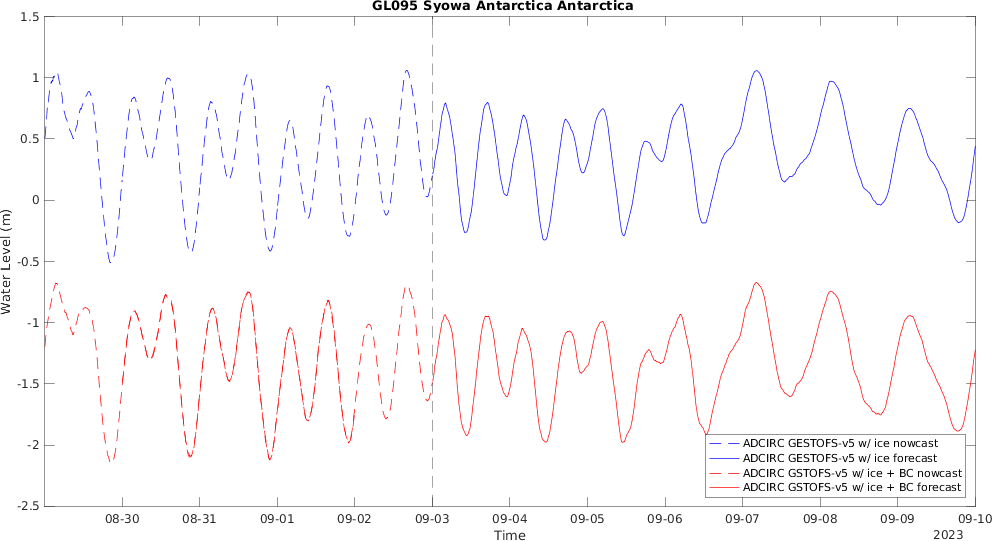 GL095 Syowa Antarctica Antarctica
1.5
1
0.5
0
-0.5
-1
-1.5
-2
-2.5
Water Level (m)
ADCIRC GESTOFS-v5 w/ ice nowcast
ADCIRC GESTOFS-v5 w/ ice forecast
ADCIRC GSTOFS-v5 w/ ice + BC nowcast
ADCIRC GSTOFS-v5 w/ ice + BC forecast
08-30 08-31 09-01 09-02 09-03 09-04 09-05 09-06 09-07 09-08 09-09 09-10
Time
2023